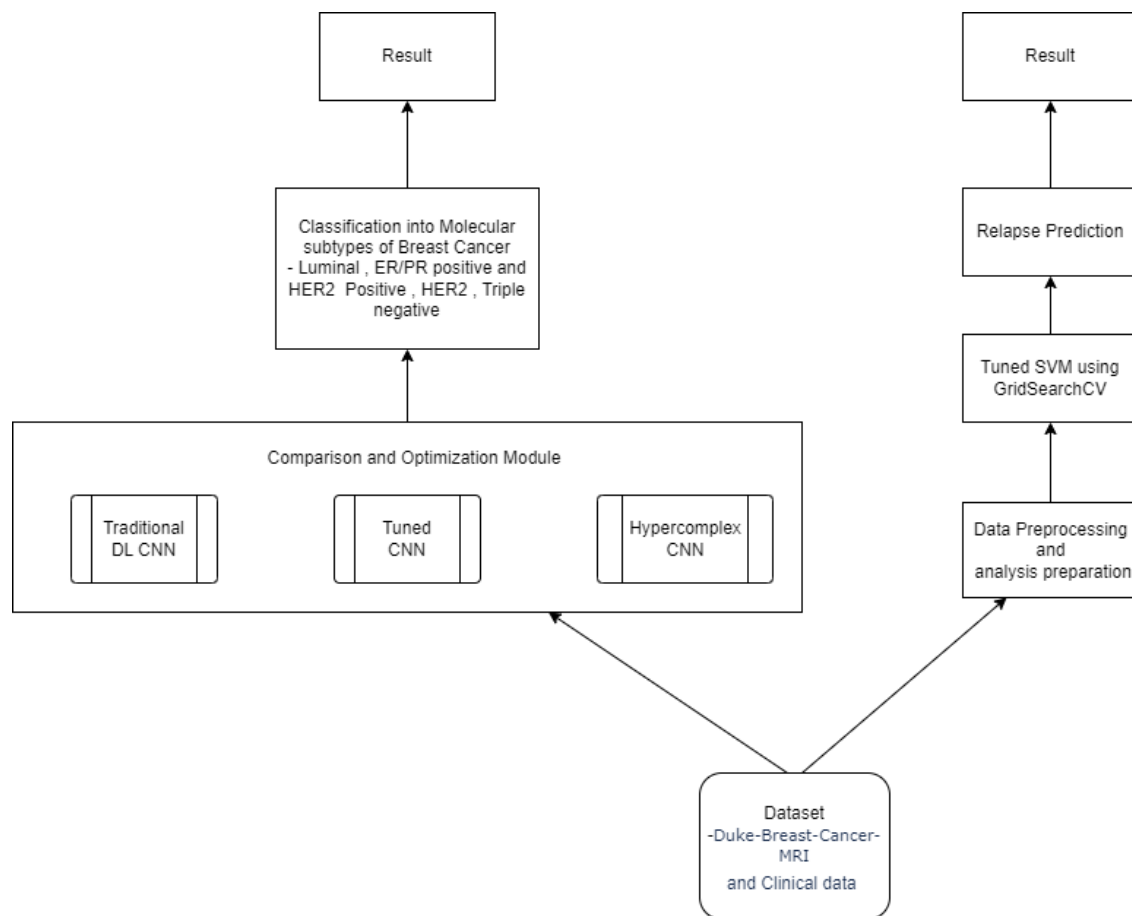 Result
Classification into Molecular
subtypes of Breast Cancer
- Luminal , ER/PR positive and
HER2 Positive , HER2 , Triple
negative
Comparison and Optimization Module
Traditional
DL CNN
Tuned
CNN
Hypercomplex
CNN
Result
Relapse Prediction
Tuned SVM using
GridSearchCV
Data Preprocessing
and
analysis preparation
Dataset
-Duke-Breast-Cancer-
MRI
and Clinical data